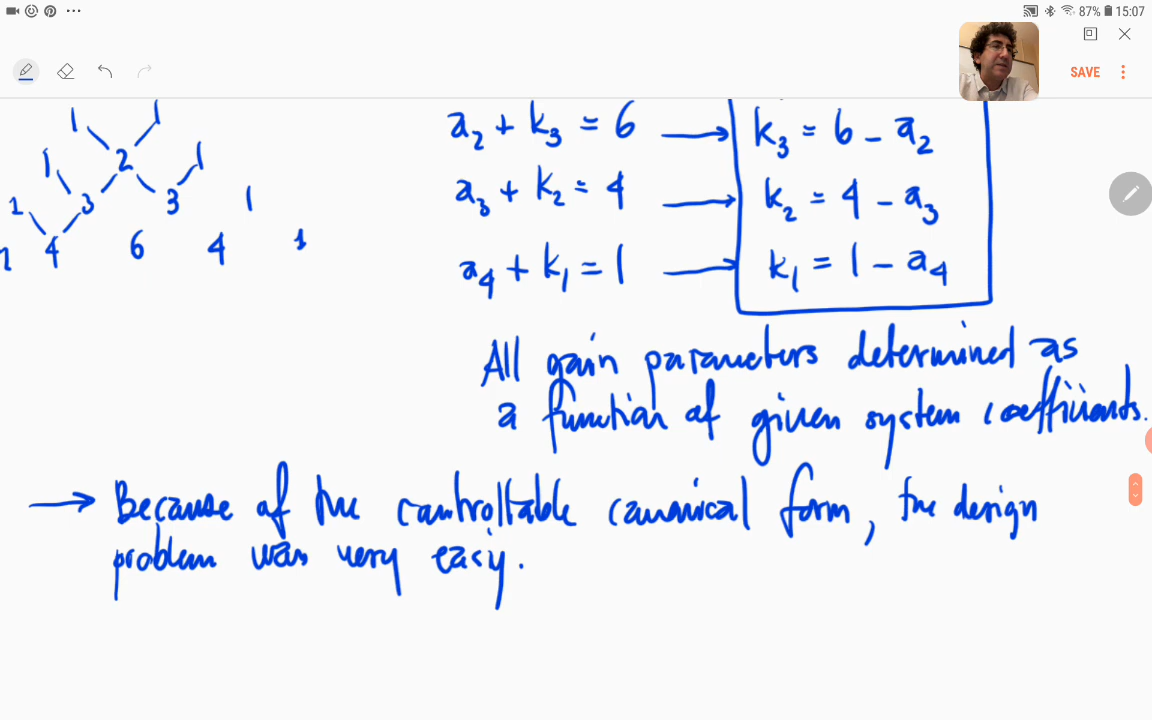 87% 15:07
SAVE
1 1
1 2 1
1 3 3 1
1 4 6 4 1
a₂ + k₃ = 6 → k₃ = 6 - a₂
a₃ + k₂ = 4 → k₂ = 4 - a₃
a₄ + k₁ = 1 → k₁ = 1 - a₄
All gain parameters determined as
a function of given system coefficients.
→ Because of the controllable canonical form, the design
problem was very easy.